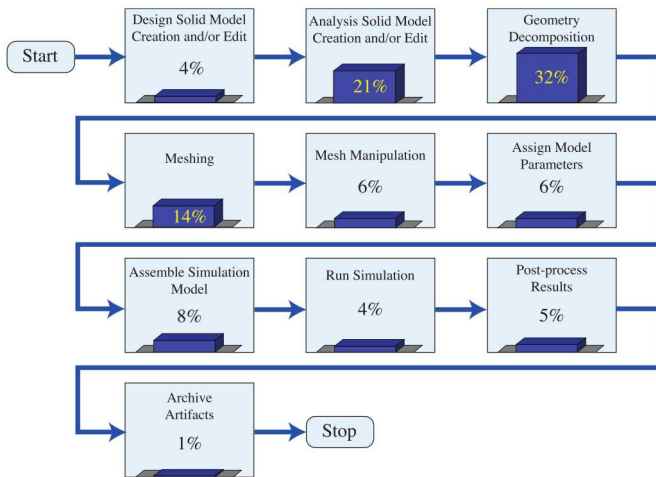 Start
Design Solid Model
Creation and/or Edit
4%
Analysis Solid Model
Creation and/or Edit
21%
Geometry
Decomposition
32%
Meshing
14%
Mesh Manipulation
6%
Assign Model
Parameters
6%
Assemble Simulation
Model
8%
Run Simulation
4%
Post-process
Results
5%
Archive
Artifacts
1%
Stop